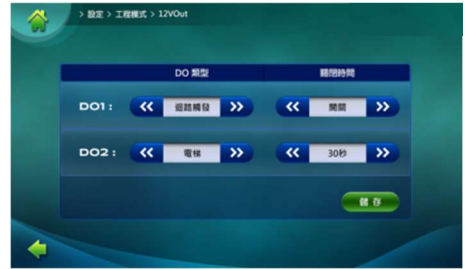 > 設定 > 工程模式 > 12VOut
DO 類型 關閉時間
DO1 : 迴路觸發 開關
DO2 : 電梯 30秒
儲存